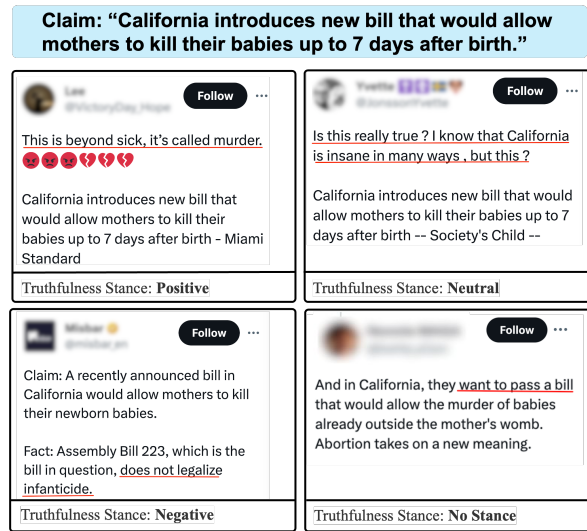 Claim: “California introduces new bill that would allow
mothers to kill their babies up to 7 days after birth.”
Lee
@VictoryDay_Hope
Follow
This is beyond sick, it’s called murder.
California introduces new bill that
would allow mothers to kill their
babies up to 7 days after birth - Miami
Standard
Truthfulness Stance: Positive
Yvette
@JonssonYvette
Follow
Is this really true ? I know that California
is insane in many ways , but this ?
California introduces new bill that would
allow mothers to kill their babies up to 7
days after birth -- Society's Child --
Truthfulness Stance: Neutral
Misbar
@misbar_en
Follow
Claim: A recently announced bill in
California would allow mothers to kill
their newborn babies.
Fact: Assembly Bill 223, which is the
bill in question, does not legalize
infanticide.
Truthfulness Stance: Negative
Follow
And in California, they want to pass a bill
that would allow the murder of babies
already outside the mother's womb.
Abortion takes on a new meaning.
Truthfulness Stance: No Stance